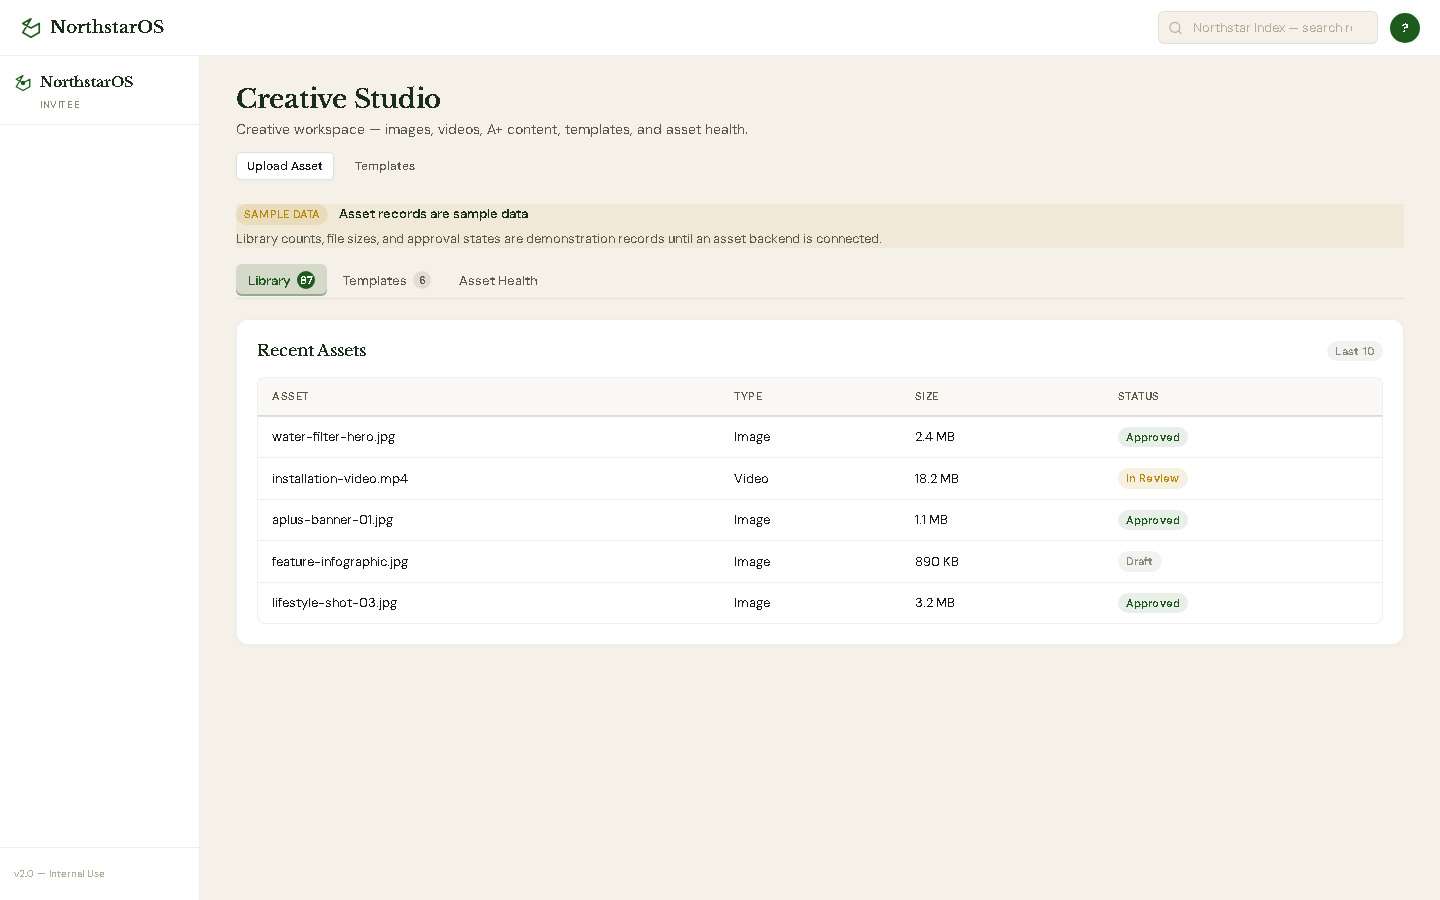 NorthstarOS
Northstar Index — search r
?
NorthstarOS
INVITEE
Creative Studio
Creative workspace — images, videos, A+ content, templates, and asset health.
Upload Asset
Templates
SAMPLE DATA Asset records are sample data
Library counts, file sizes, and approval states are demonstration records until an asset backend is connected.
Library 87
Templates 6
Asset Health
Recent Assets
Last 10
ASSET TYPE SIZE STATUS
water-filter-hero.jpg Image 2.4 MB Approved
installation-video.mp4 Video 18.2 MB In Review
aplus-banner-01.jpg Image 1.1 MB Approved
feature-infographic.jpg Image 890 KB Draft
lifestyle-shot-03.jpg Image 3.2 MB Approved
v2.0 — Internal Use